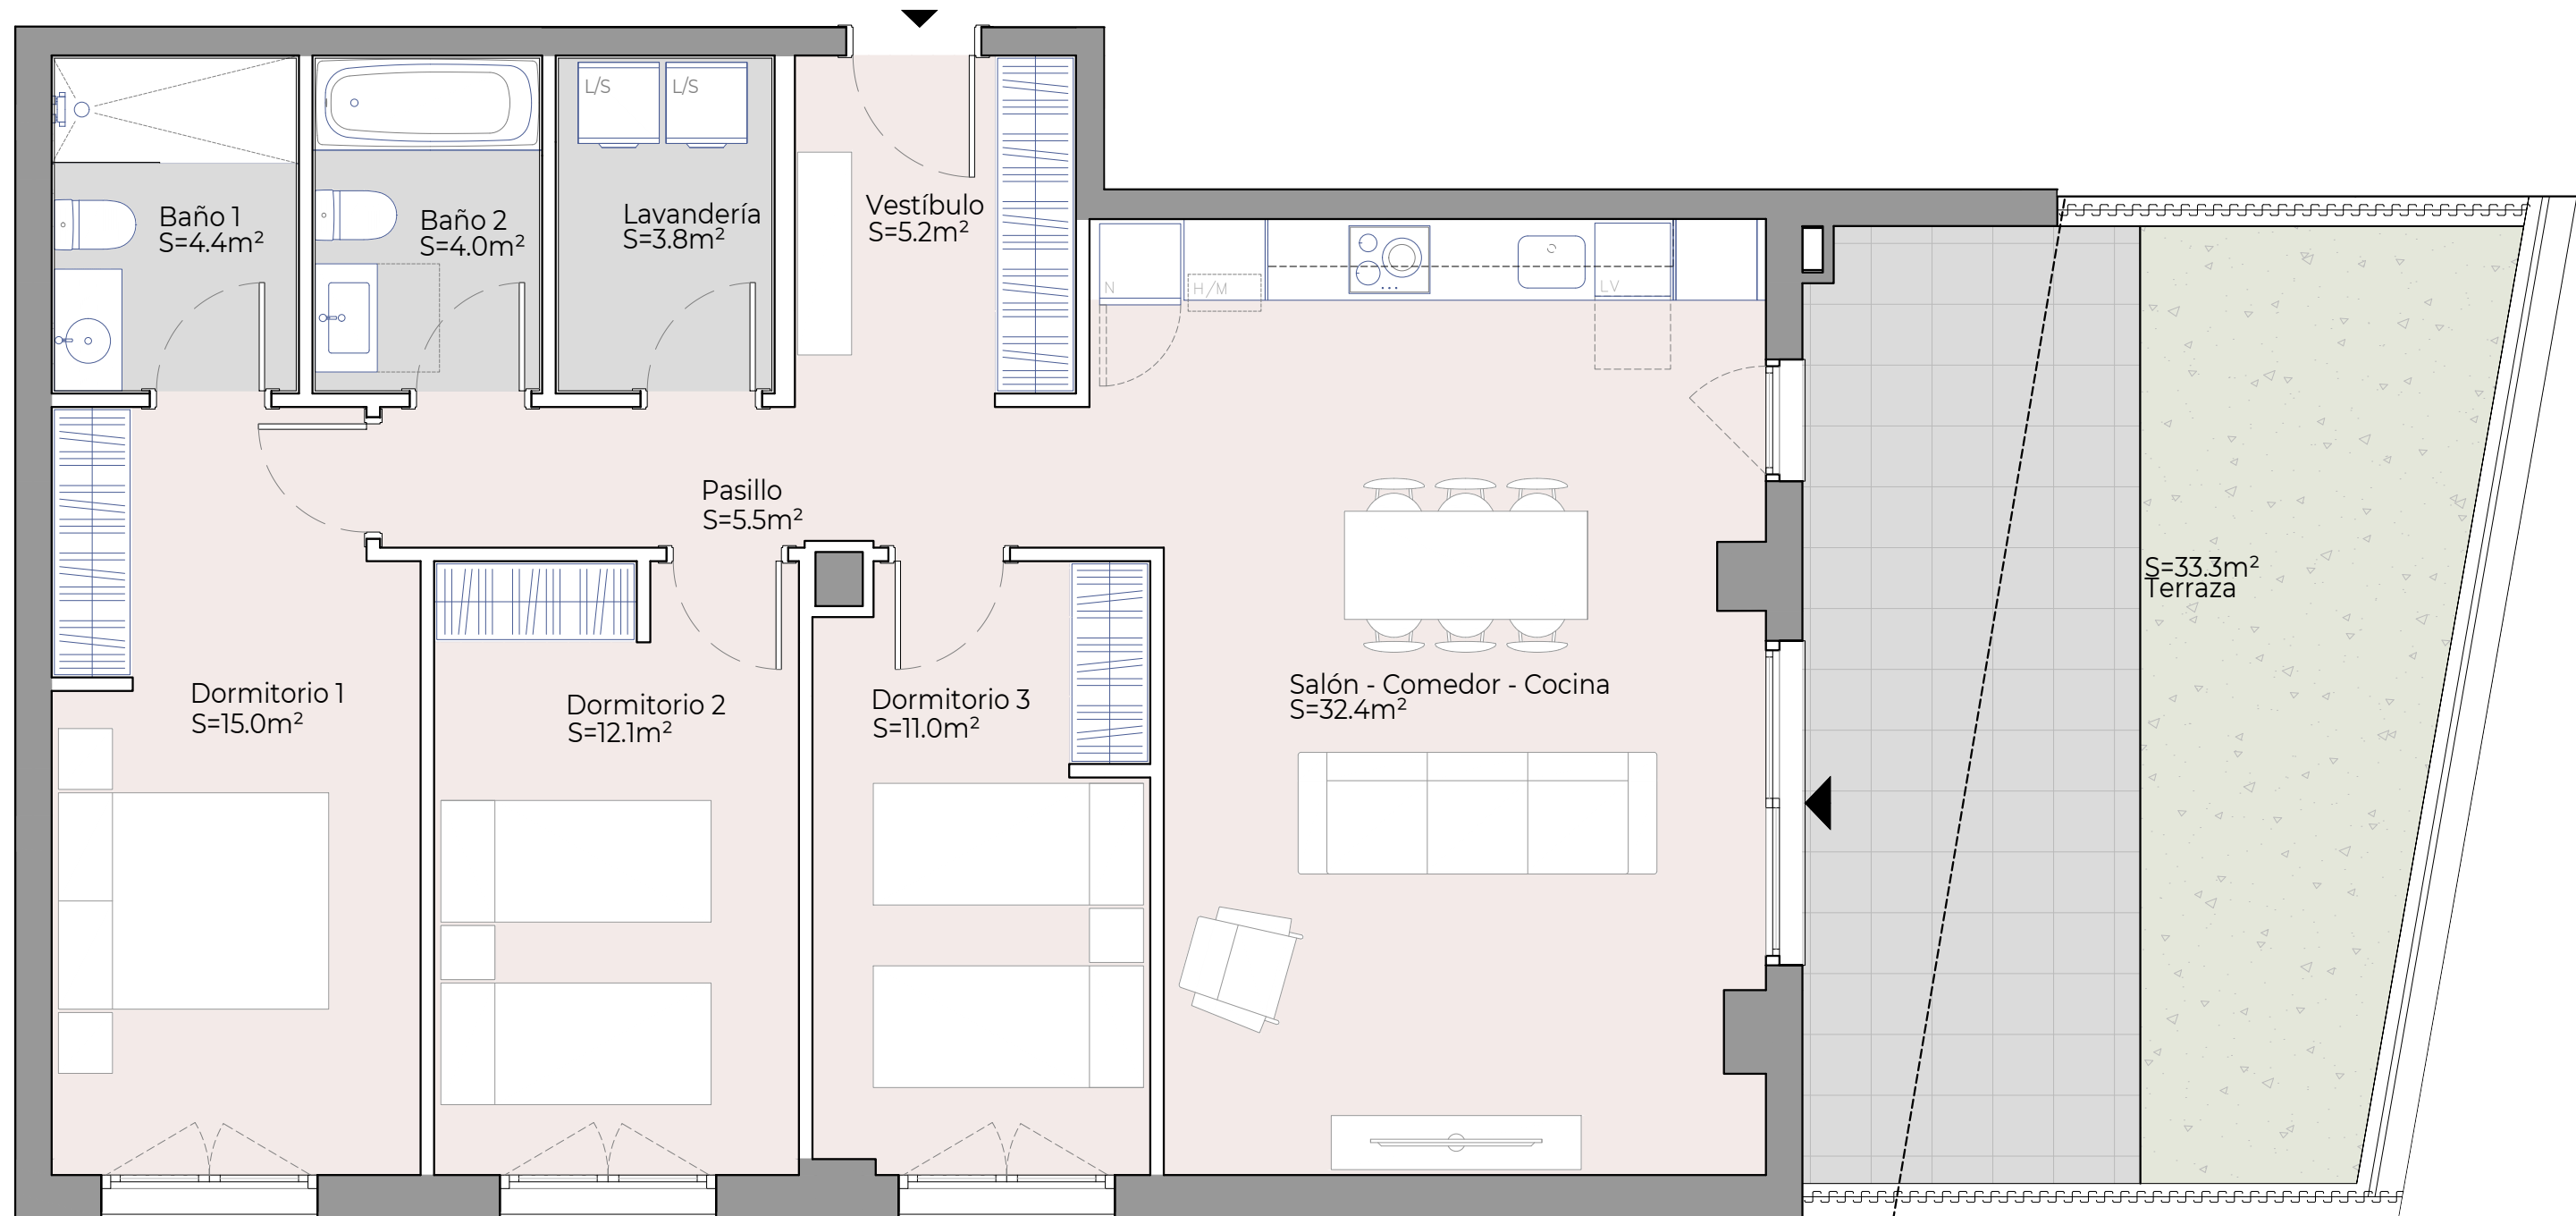 L/S
L/S
Baño 1
S=4.4m²
Baño 2
S=4.0m²
Lavandería
S=3.8m²
Vestíbulo
S=5.2m²
N
H/M
LV
Pasillo
S=5.5m²
S=33.3m²
Terraza
Dormitorio 1
S=15.0m²
Dormitorio 2
S=12.1m²
Dormitorio 3
S=11.0m²
Salón - Comedor - Cocina
S=32.4m²